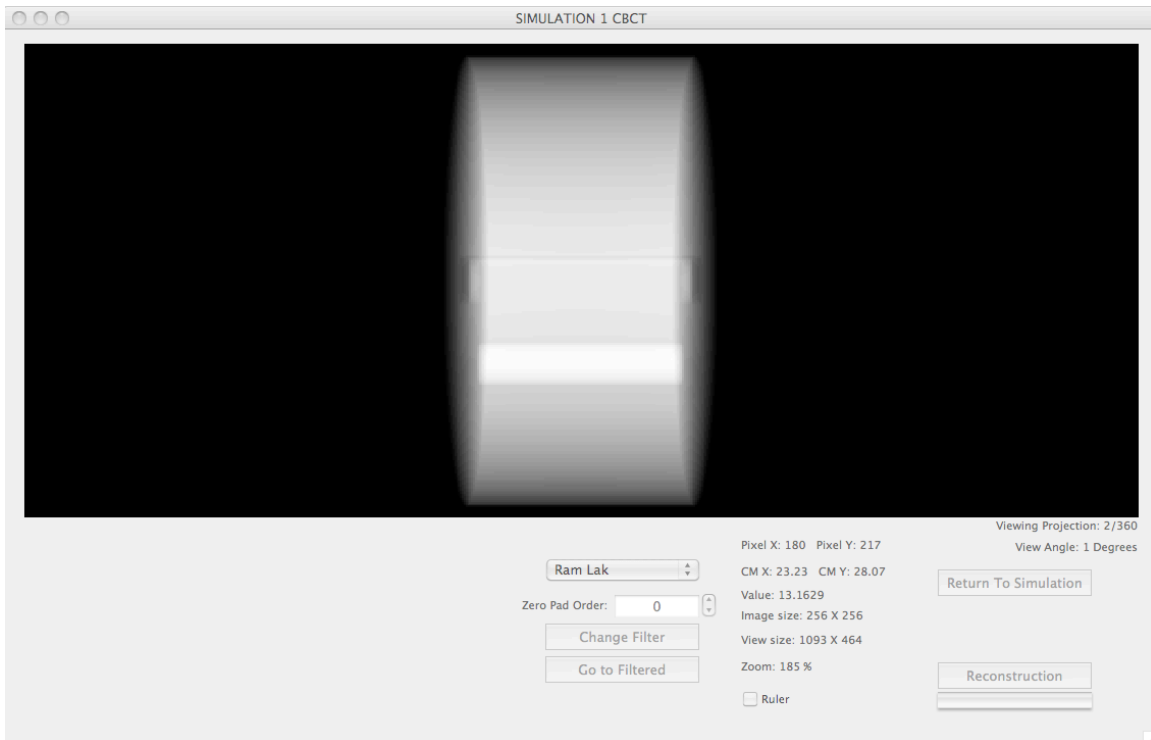 SIMULATION 1 CBCT
Viewing Projection: 2/360
View Angle: 1 Degrees
Ram Lak
Zero Pad Order: 0
Change Filter
Go to Filtered
Pixel X: 180 Pixel Y: 217
CM X: 23.23 CM Y: 28.07
Value: 13.1629
Image size: 256 X 256
View size: 1093 X 464
Zoom: 185 %
Ruler
Return To Simulation
Reconstruction